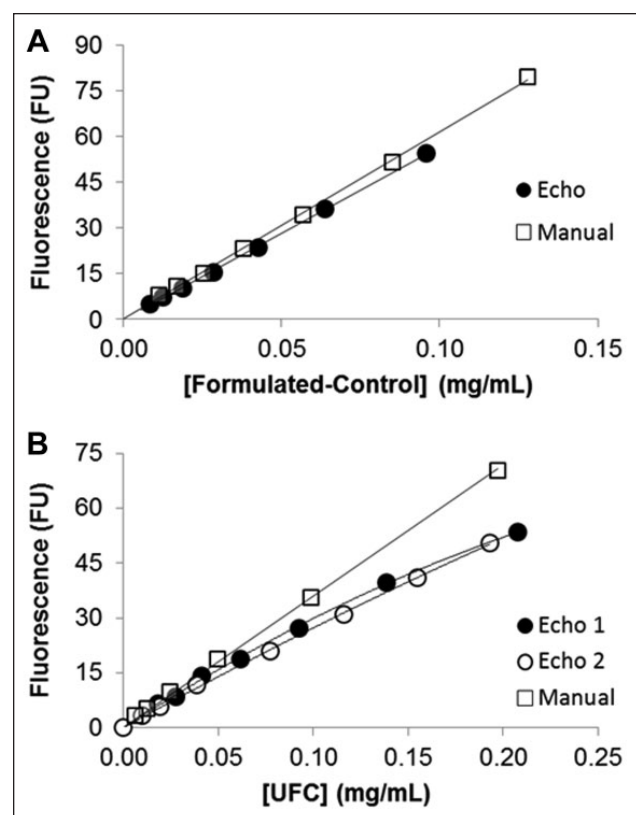 A
Fluorescence (FU)
90
75
60
45
30
15
0
Echo
Manual
0.00
0.05
0.10
0.15
[Formulated-Control] (mg/mL)
B
Fluorescence (FU)
75
60
45
30
15
0
Echo 1
Echo 2
Manual
0.00
0.05
0.10
0.15
0.20
0.25
[UFC] (mg/mL)